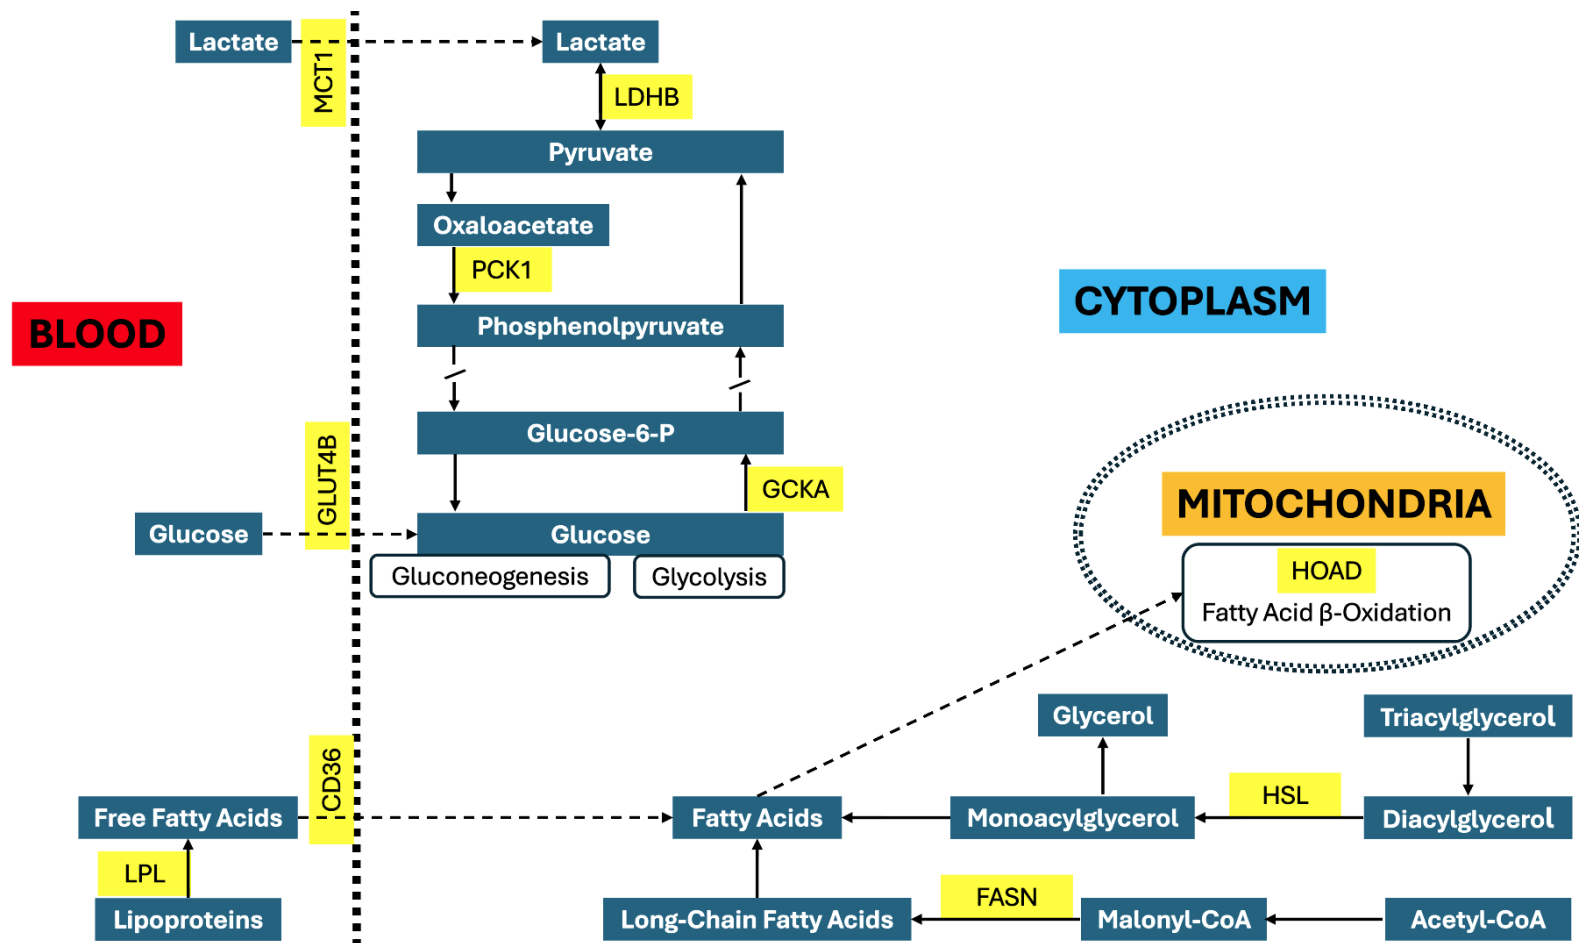 Lactate
Lactate
MCT1
LDHB
Pyruvate
Oxaloacetate
PCK1
BLOOD
CYTOPLASM
Phosphenolpyruvate
Glucose-6-P
GLUT4B
GCKA
MITOCHONDRIA
Glucose
Glucose
Gluconeogenesis
Glycolysis
HOAD
Fatty Acid β-Oxidation
Glycerol
Triacylglycerol
CD36
HSL
Free Fatty Acids
Fatty Acids
Monoacylglycerol
Diacylglycerol
LPL
FASN
Lipoproteins
Long-Chain Fatty Acids
Malonyl-CoA
Acetyl-CoA